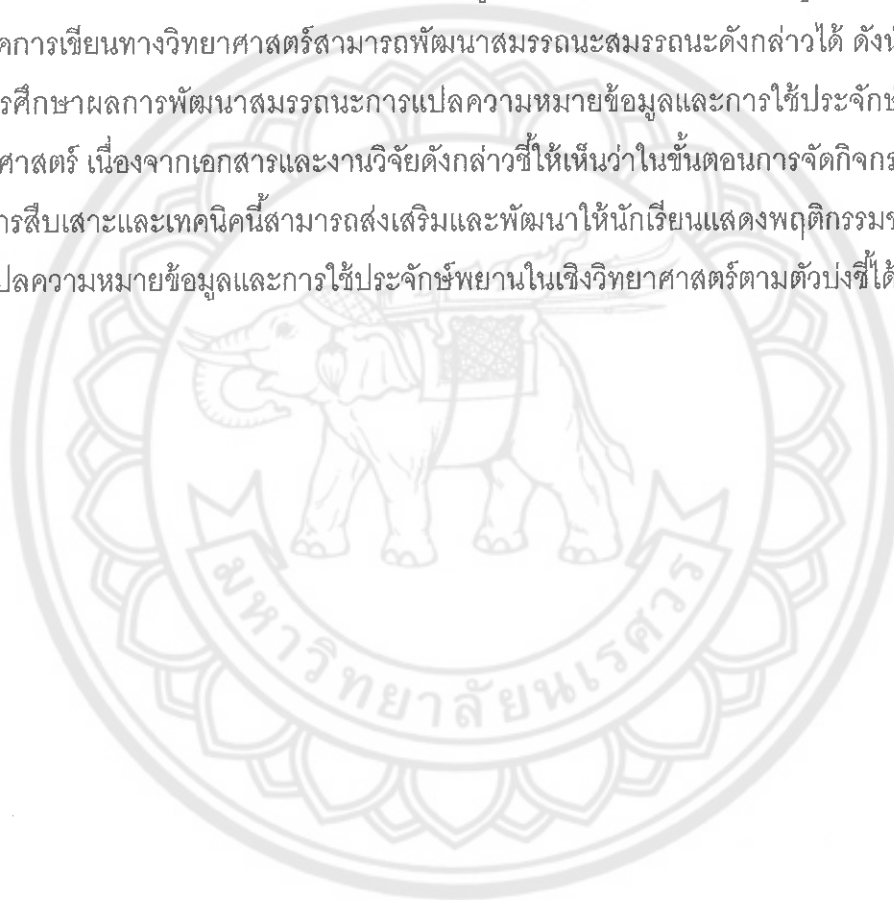 คการเขียนทางวิทยาศาสตร์สามารถพัฒนาสมรรถนะสมรรถนะดังกล่าวได้ ดังน
รศึกษาผลการพัฒนาสมรรถนะการแปลความหมายข้อมูลและการใช้ประจักษ
ศาสตร์ เนื่องจากเอกสารและงานวิจัยดังกล่าวชี้ให้เห็นว่าในขั้นตอนการจัดกิจกร
ารสืบเสาะและเทคนิคนี้สามารถส่งเสริมและพัฒนาให้นักเรียนแสดงพฤติกรรมข
ปลความหมายข้อมูลและการใช้ประจักษ์พยานในเชิงวิทยาศาสตร์ตามตัวบ่งชี้ได้
มหาวิทยาลัยนเรศวร